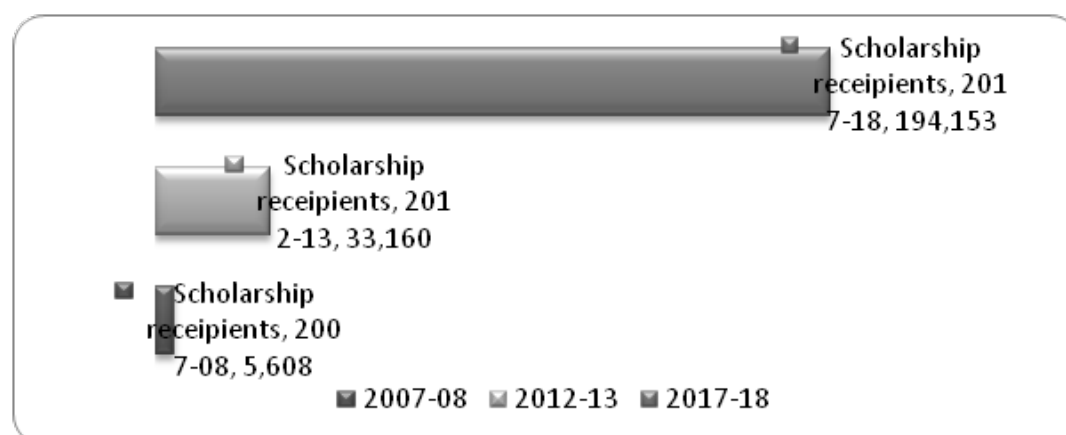 Scholarship
receipients, 201
7-18, 194,153
Scholarship
receipients, 201
2-13, 33,160
Scholarship
receipients, 200
7-08, 5,608
2007-08 2012-13 2017-18